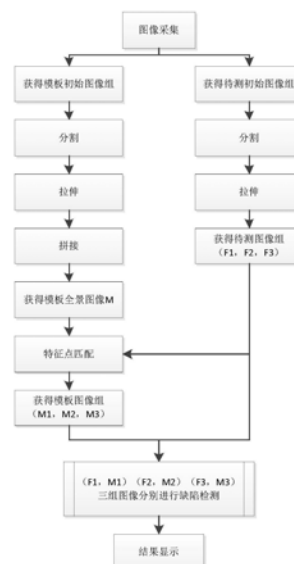 图像采集
获得模板初始图像组
获得待测初始图像组
分割
分割
拉伸
拉伸
拼接
获得待测图像组
（F1，F2，F3）
获得模板全景图像M
特征点匹配
获得模板图像组
（M1，M2，M3）
（F1，M1）（F2，M2）（F3，M3）
三组图像分别进行缺陷检测
结果显示